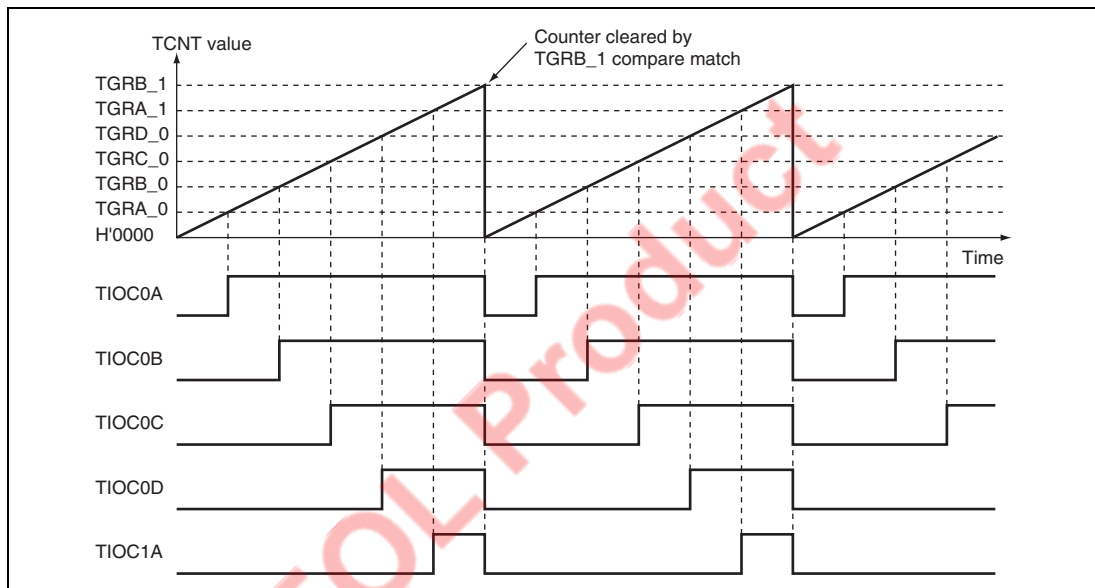 TCNT value
Counter cleared by
TGRB_1 compare match
TGRB_1
TGRA_1
TGRD_0
TGRC_0
TGRB_0
TGRA_0
H'0000
Time
TIOC0A
TIOC0B
TIOC0C
TIOC0D
TIOC1A
TOL Product